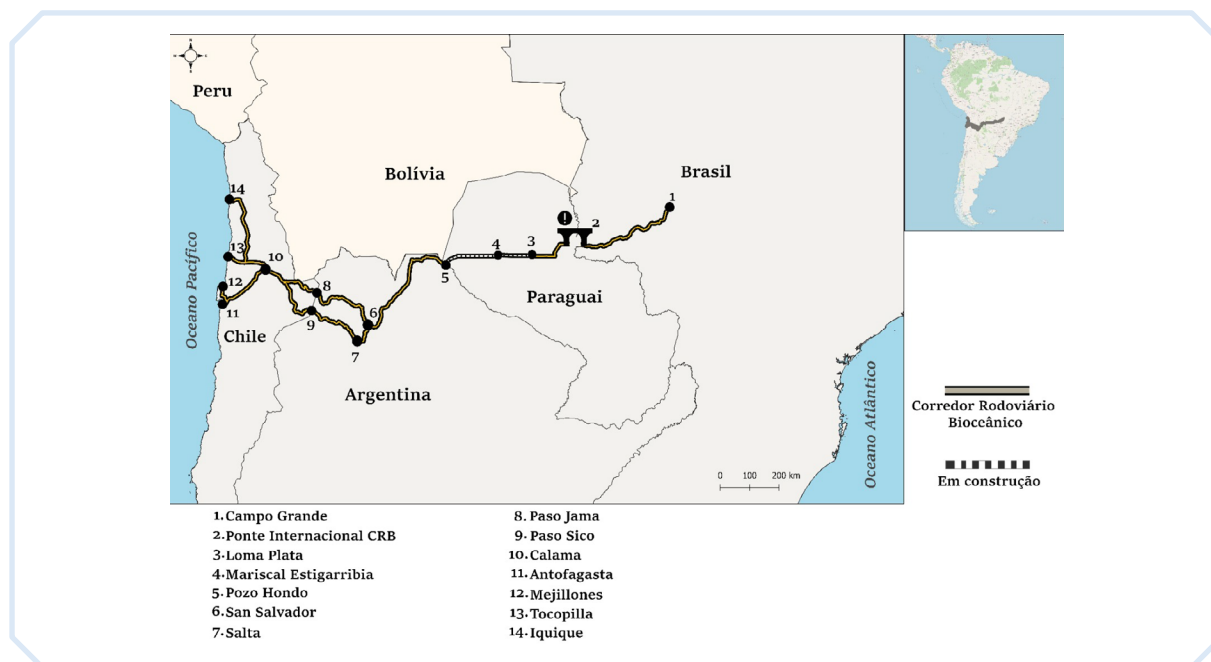 Peru
Bolívia
Brasil
14
1
2
13
10
4
3
12
5
8
Paraguai
11
9
6
Chile
7
Argentina
Oceano Pacífico
Oceano Atlântico
0 100 200 km
Corredor Rodoviário
Bioceânico
Em construção
1. Campo Grande
2. Ponte Internacional CRB
3. Loma Plata
4. Mariscal Estigarribia
5. Pozo Hondo
6. San Salvador
7. Salta
8. Paso Jama
9. Paso Sico
10. Calama
11. Antofagasta
12. Mejillones
13. Tocopilla
14. Iquique